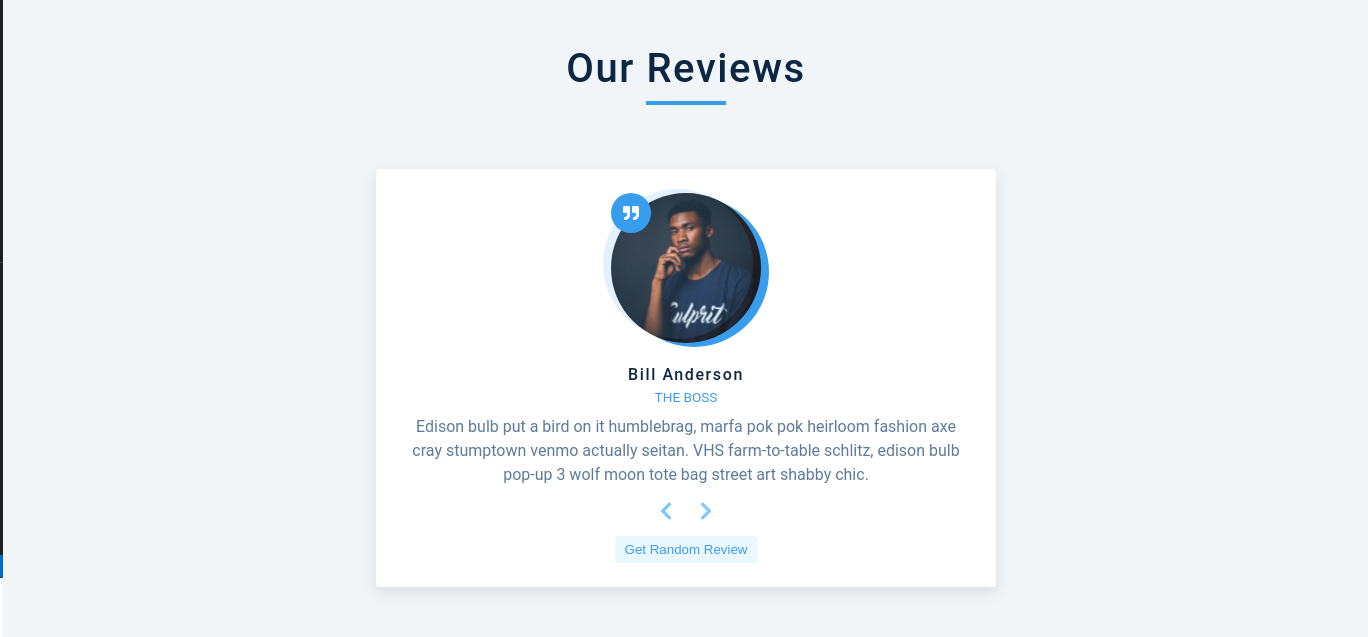 Our Reviews
Culprit
Bill Anderson
THE BOSS
Edison bulb put a bird on it humblebrag, marfa pok pok heirloom fashion axe
cray stumptown venmo actually seitan. VHS farm-to-table schlitz, edison bulb
pop-up 3 wolf moon tote bag street art shabby chic.
Get Random Review